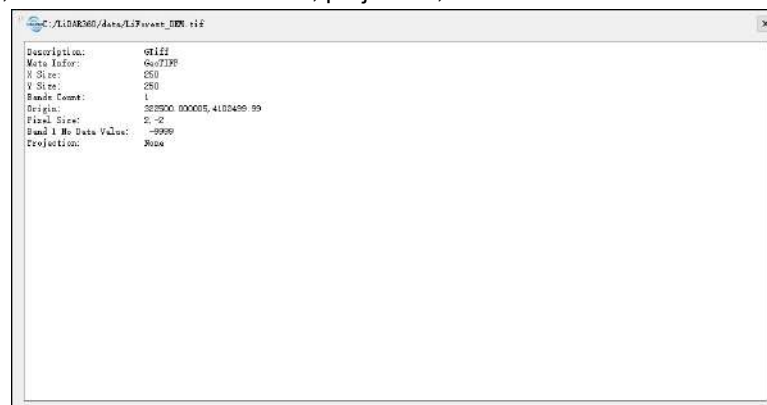 C:/LiDAR360/data/LiForest_DEM.tif
Description: GTiff
Meta Infor: GeoTIFF
X Size: 250
Y Size: 250
Bands Count: 1
Origin: 322500.000005,4102499.99
Pixel Size: 2,-2
Band 1 No Data Value: -9999
Projection: None